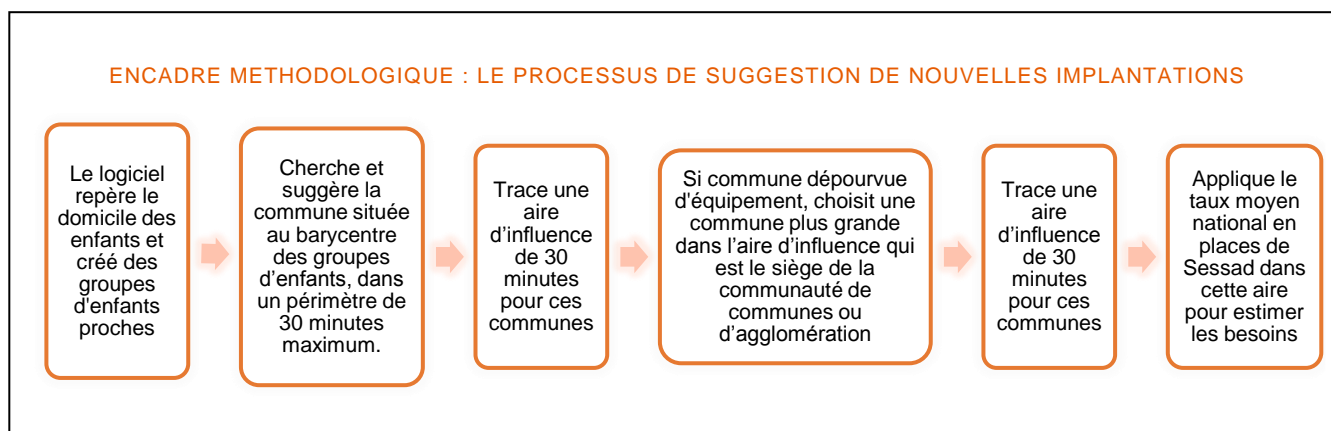 ENCADRE METHODOLOGIQUE : LE PROCESSUS DE SUGGESTION DE NOUVELLES IMPLANTATIONS
Le logiciel
repère le
domicile des
enfants et
créé des
groupes
d'enfants
proches
Cherche et
suggère la
commune située
au barycentre
des groupes
d'enfants, dans
un périmètre de
30 minutes
maximum.
Trace une
aire
d'influence
de 30
minutes
pour ces
communes
Si commune dépourvue
d'équipement, choisit une
commune plus grande
dans l'aire d'influence qui
est le siège de la
communauté de
communes ou
d'agglomération
Trace une
aire
d'influence
de 30
minutes
pour ces
communes
Applique le
taux moyen
national en
places de
Sessad dans
cette aire
pour estimer
les besoins